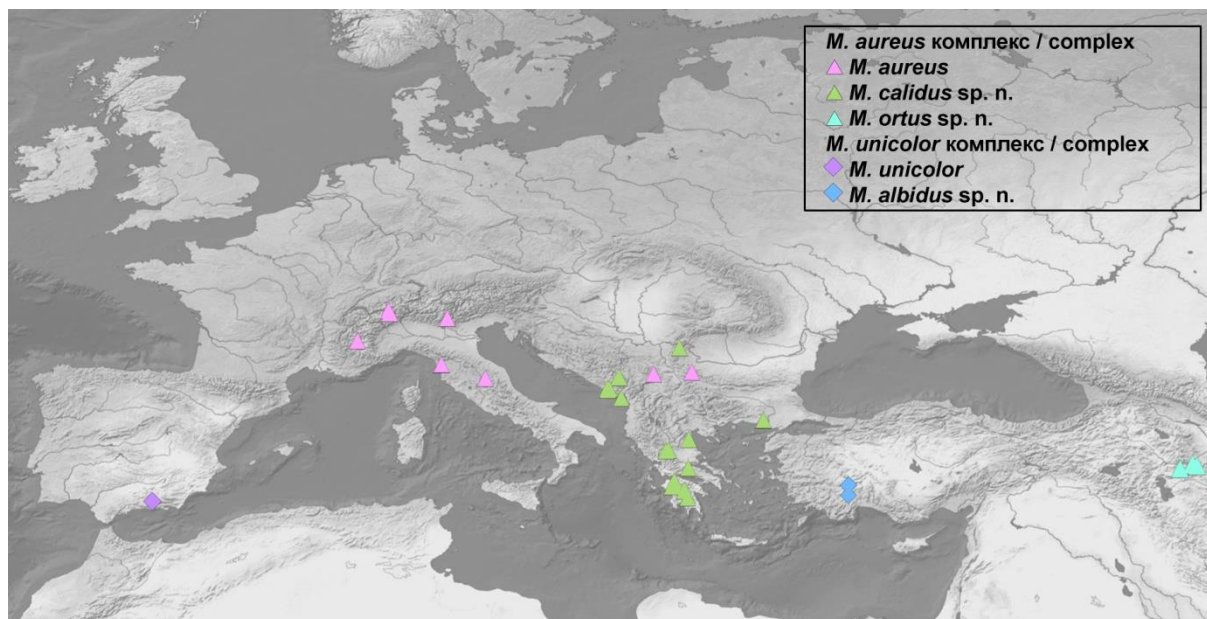 M. aureus комплекс / complex
M. aureus
M. calidus sp. n.
M. ortus sp. n.
M. unicolor комплекс / complex
M. unicolor
M. albidus sp. n.